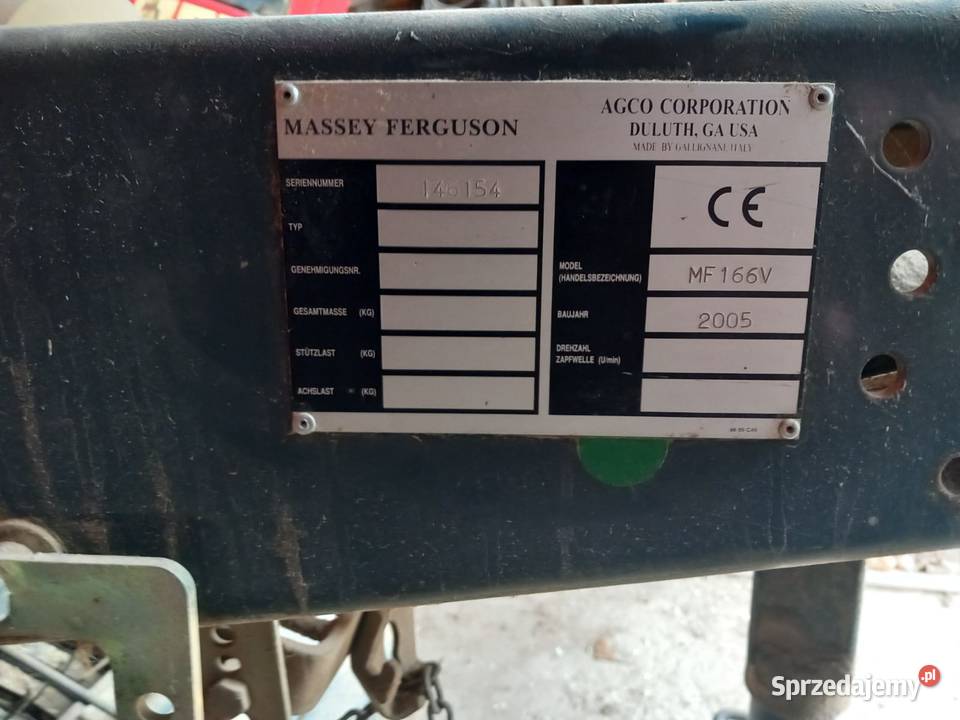 MASSEY FERGUSON
AGCO CORPORATION
DULUTH, GA USA
MADE BY GALLIGNANI, ITALY
SERIENNUMMER 146154
TYP
GENEHMIGUNGSNR.
GESAMTMASSE (KG)
STÜTZLAST (KG)
ACHSLAST (KG)
CE
MODEL
(HANDELSBEZEICHNUNG) MF166V
BAUJAHR 2005
DREHZAHL
ZAPFWELLE (U/min)
Sprzedajemy.pl